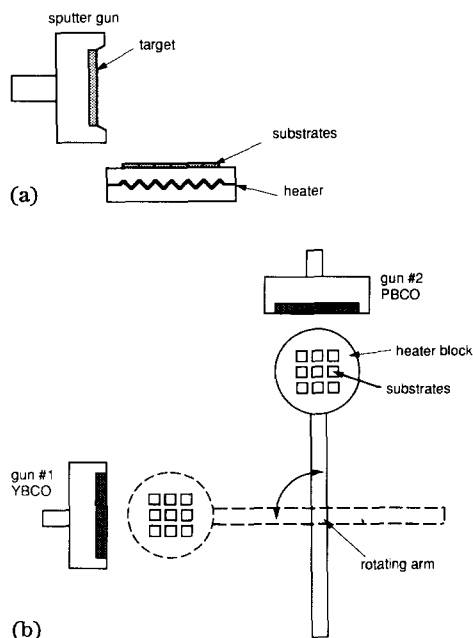 sputter gun
target
substrates
heater
(a)
gun #2
PBCO
heater block
substrates
gun #1
YBCO
rotating arm
(b)